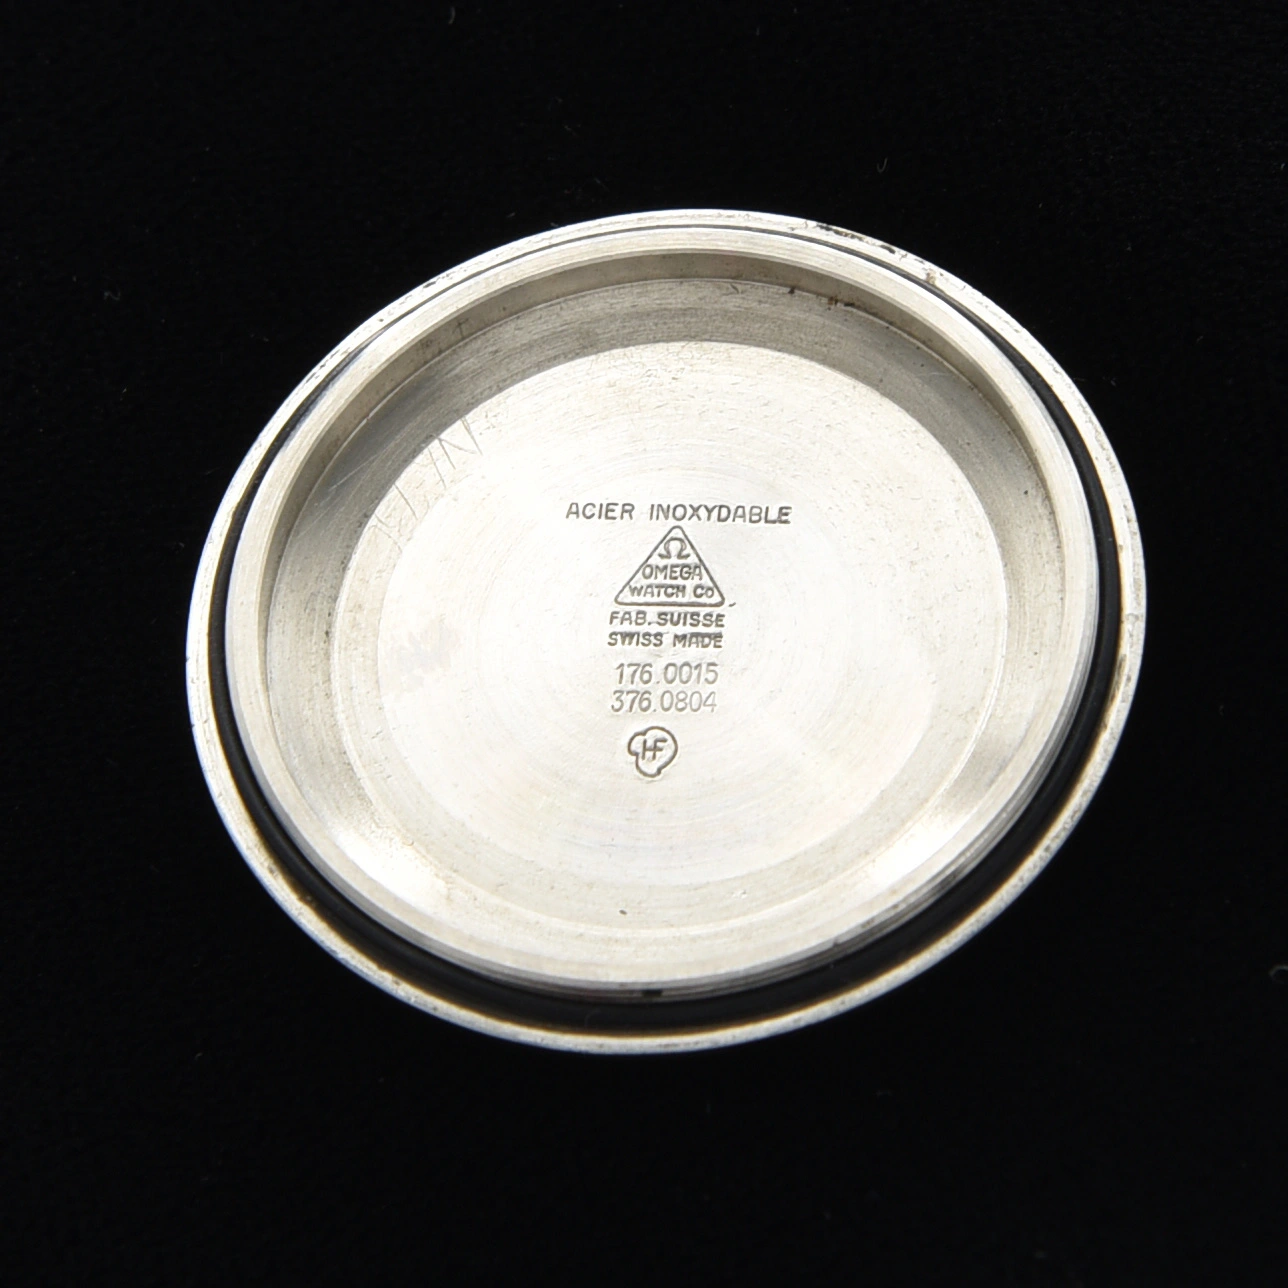 ACIER INOXYDABLE
Ω
OMEGA
WATCH Co
FAB. SUISSE
SWISS MADE
176.0015
376.0804
HF